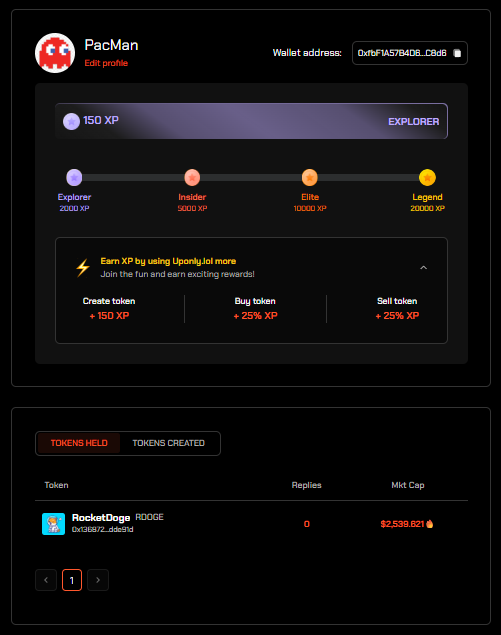 PacMan
Edit profile
Wallet address:
0xfbF1A57B4D6...C8d6
150 XP
EXPLORER
Explorer
2000 XP
Insider
5000 XP
Elite
10000 XP
Legend
20000 XP
Earn XP by using Uponly.lol more
Join the fun and earn exciting rewards!
Create token
+ 150 XP
Buy token
+ 25% XP
Sell token
+ 25% XP
TOKENS HELD
TOKENS CREATED
Token
Replies
Mkt Cap
RocketDoge RDOGE
0x136872...dde91d
0
$2,539.621
1